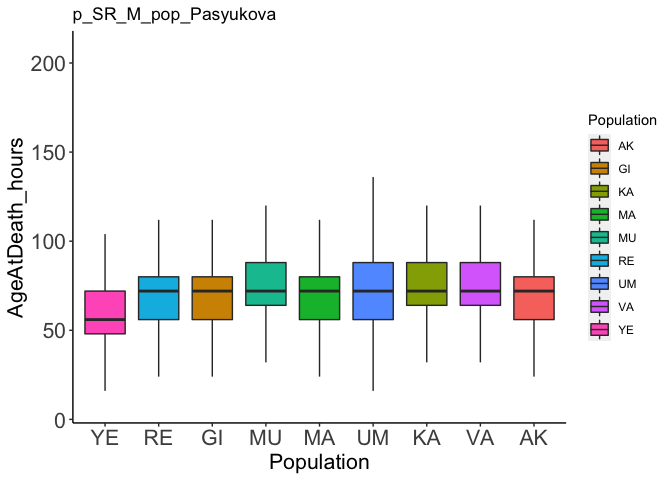 p_SR_M_pop_Pasyukova
AgeAtDeath_hours
200
150
100
50
0
YE RE GI MU MA UM KA VA AK
Population
Population
AK
GI
KA
MA
MU
RE
UM
VA
YE